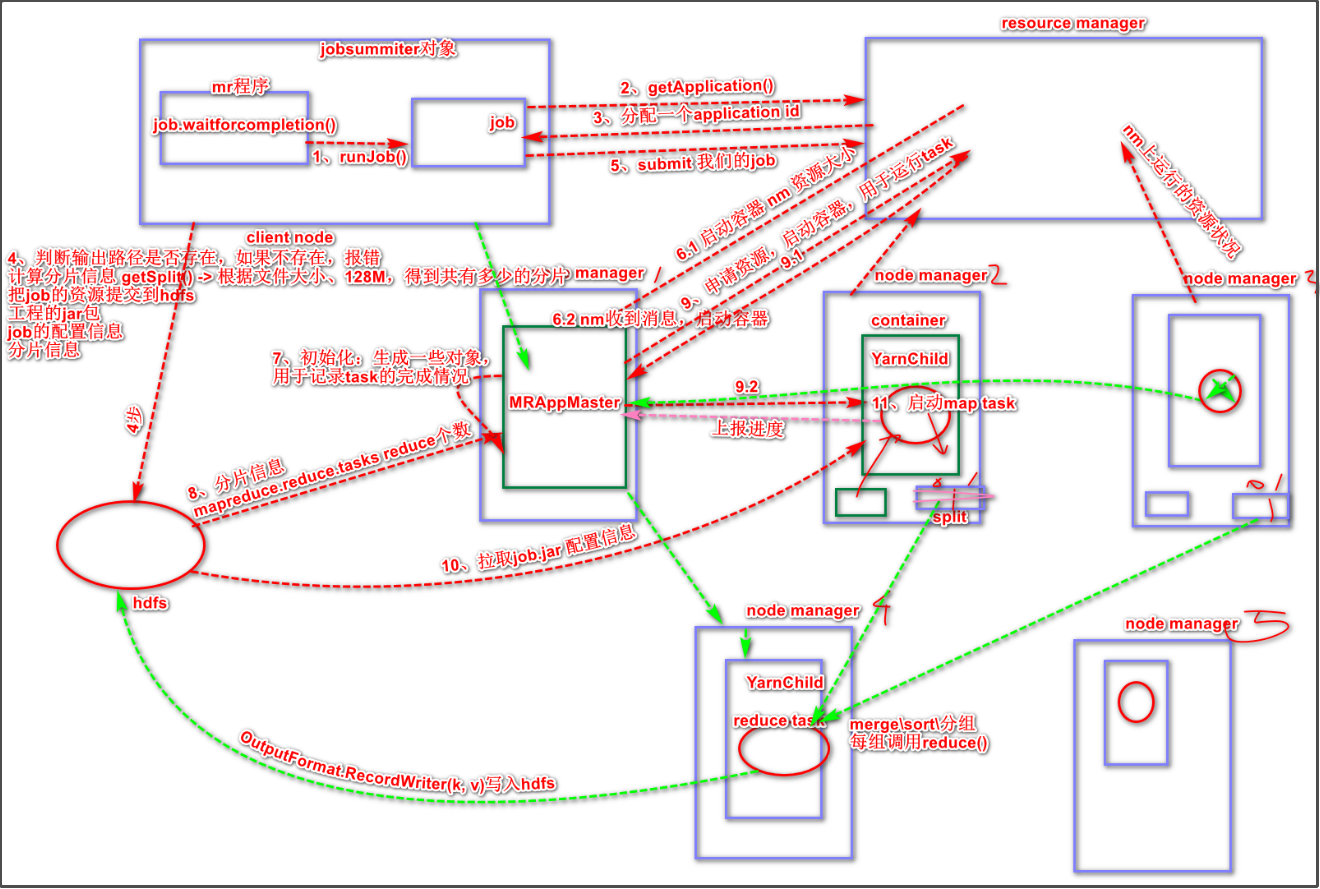 resource manager
jobsummiter对象
mr程序
job.waitforcompletion()
1、runJob()
job
2、getApplication()
3、分配一个application id
5、submit 我们的job
nm上运行的资源状况
client node
4、判断输出路径是否存在，如果不存在，报错
计算分片信息 getSplit() -> 根据文件大小、128M，得到共有多少的分片
把job的资源提交到hdfs
工程的jar包
job的配置信息
分片信息
manager 1
6.1 启动容器 nm 资源大小
9、申请资源，启动容器，用于运行task
9.1
6.2 nm收到消息，启动容器
node manager 2
node manager 3
container
YarnChild
7、初始化：生成一些对象，
用于记录task的完成情况
MRAppMaster
9.2
11、启动map task
上报进度
4步
8、分片信息
mapreduce.reduce.tasks reduce个数
0 1
0 1
split
10、拉取job.jar 配置信息
hdfs
node manager 4
node manager 5
YarnChild
reduce task
merge\sort\分组
每组调用reduce()
OutputFormat.RecordWriter(k, v)写入hdfs